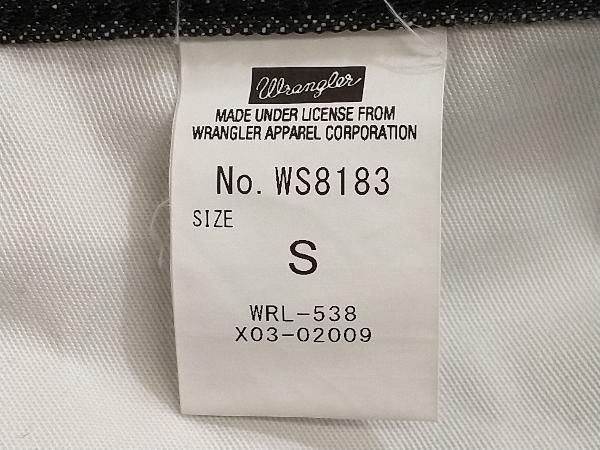 Wrangler
MADE UNDER LICENSE FROM
WRANGLER APPAREL CORPORATION
No. WS8183
SIZE
S
WRL-538
X03-02009